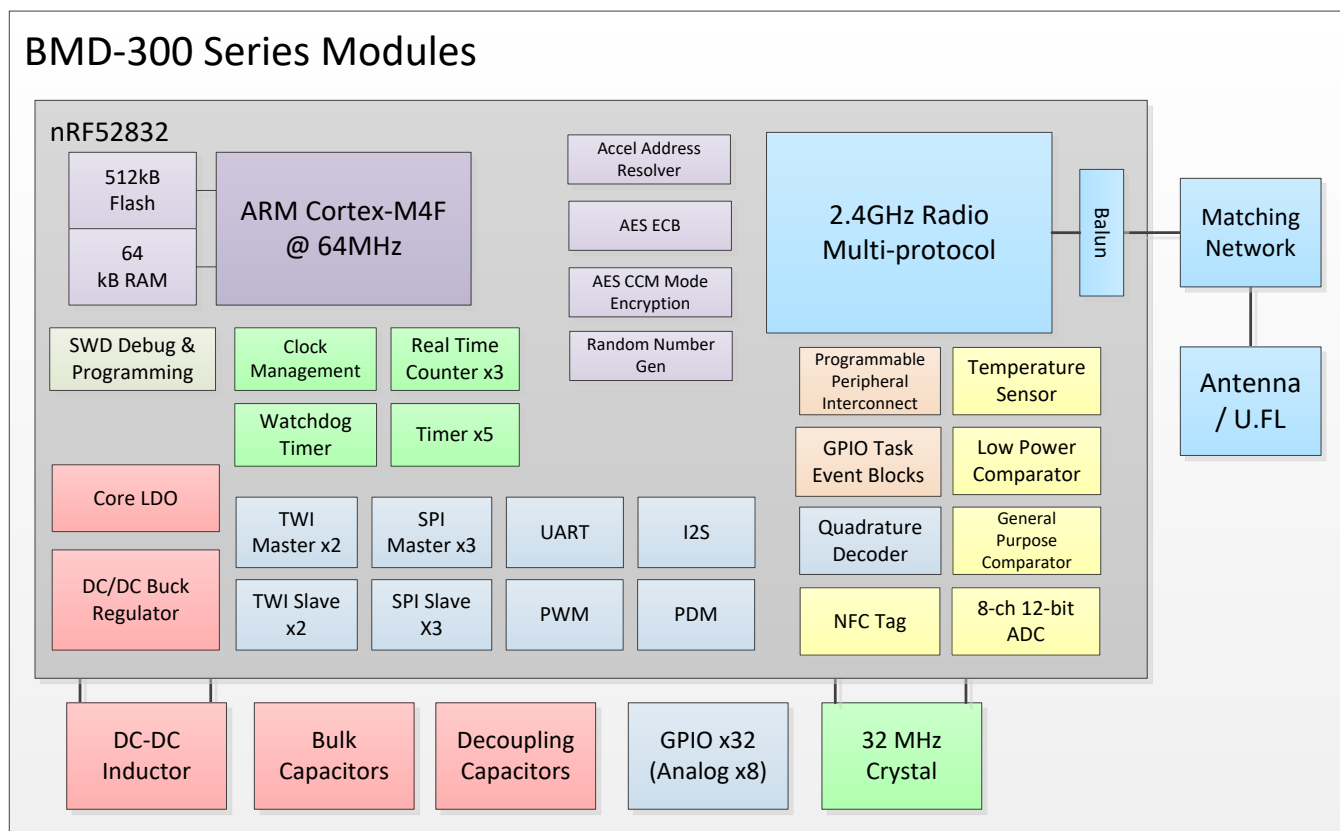 BMD-300 Series Modules
nRF52832
512kB
Flash
64
kB RAM
ARM Cortex-M4F
@ 64MHz
Accel Address
Resolver
AES ECB
AES CCM Mode
Encryption
Random Number
Gen
2.4GHz Radio
Multi-protocol
Balun
Matching
Network
Antenna
/ U.FL
SWD Debug &
Programming
Clock
Management
Real Time
Counter x3
Watchdog
Timer
Timer x5
Programmable
Peripheral
Interconnect
Temperature
Sensor
GPIO Task
Event Blocks
Low Power
Comparator
Core LDO
DC/DC Buck
Regulator
TWI
Master x2
SPI
Master x3
UART
I2S
Quadrature
Decoder
General
Purpose
Comparator
TWI Slave
x2
SPI Slave
X3
PWM
PDM
NFC Tag
8-ch 12-bit
ADC
DC-DC
Inductor
Bulk
Capacitors
Decoupling
Capacitors
GPIO x32
(Analog x8)
32 MHz
Crystal